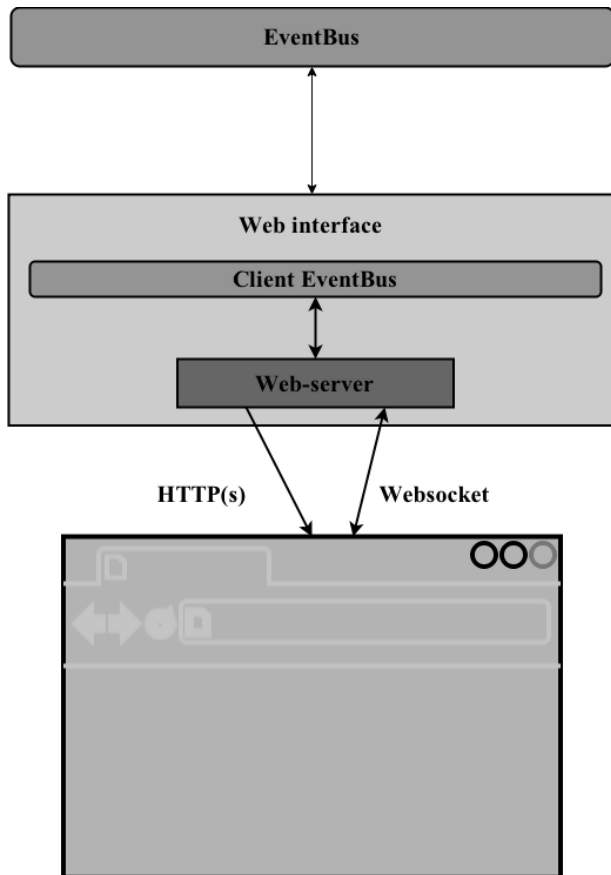 EventBus
Web interface
Client EventBus
Web-server
HTTP(s)
Websocket